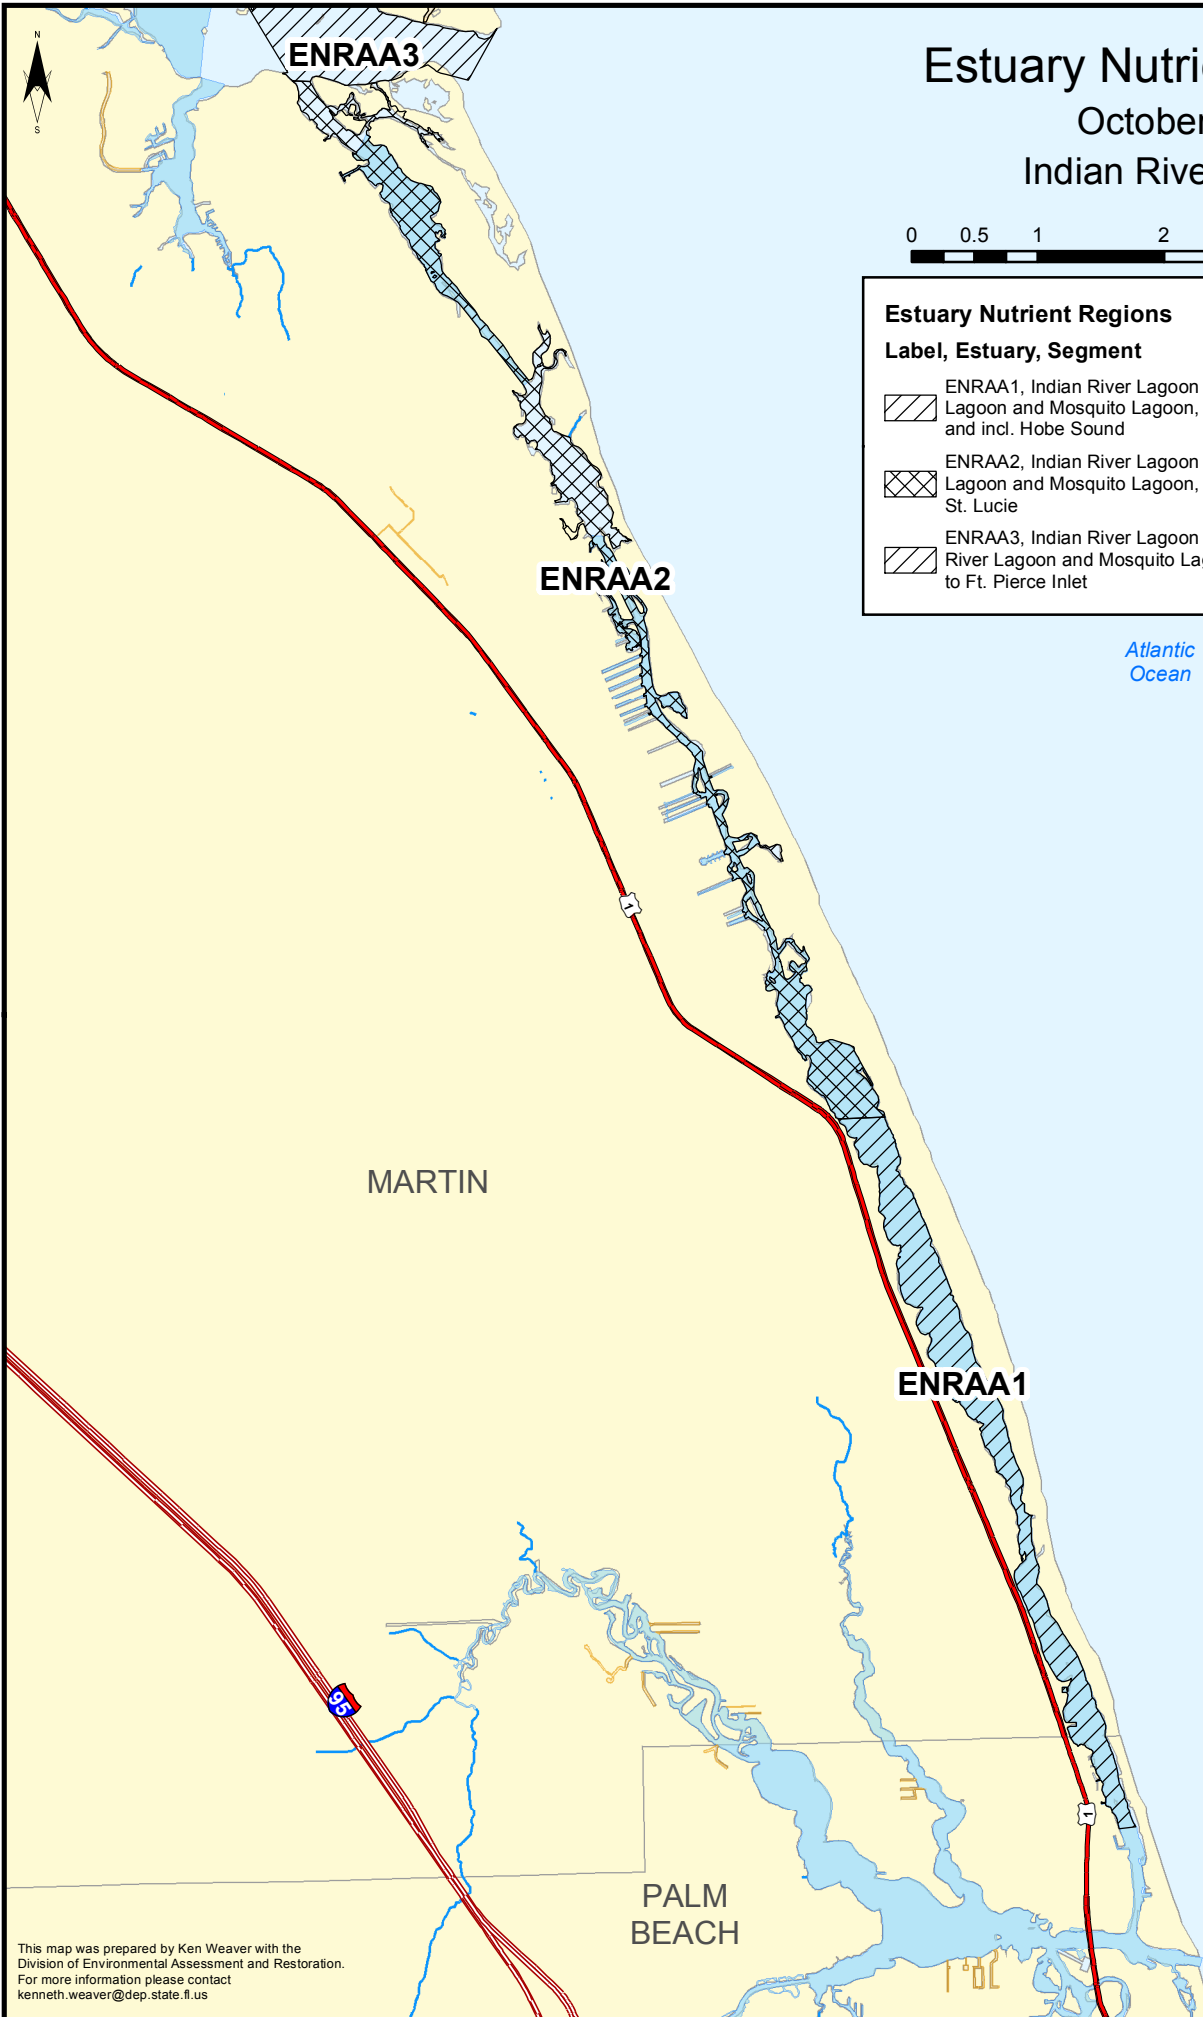 N
S
ENRAA3
Estuary
October
Indian
0 0.5 1 2
Estuary Nutrient Regions
Label, Estuary, Segment
ENRAA1, Indian River Lagoon
Lagoon and Mosquito Lagoon,
and incl. Hobe Sound
ENRAA2, Indian River Lagoon
Lagoon and Mosquito Lagoon,
St. Lucie
ENRAA3, Indian River Lagoon
River Lagoon and Mosquito
to Ft. Pierce Inlet
ENRAA2
Atlantic
Ocean
1
MARTIN
ENRAA1
95
1
PALM
BEACH
This map was prepared by Ken Weaver with the
Division of Environmental Assessment and Restoration.
For more information please contact
kenneth.weaver@dep.state.fl.us